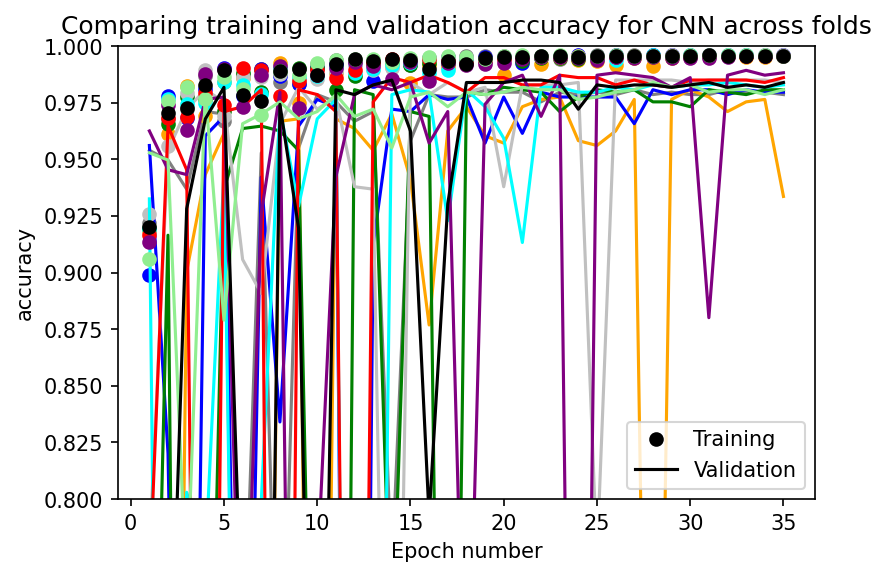 Comparing training and validation accuracy for CNN across folds
1.000
0.975
0.950
0.925
0.900
0.875
0.850
0.825
0.800
accuracy
Training
Validation
0 5 10 15 20 25 30 35
Epoch number